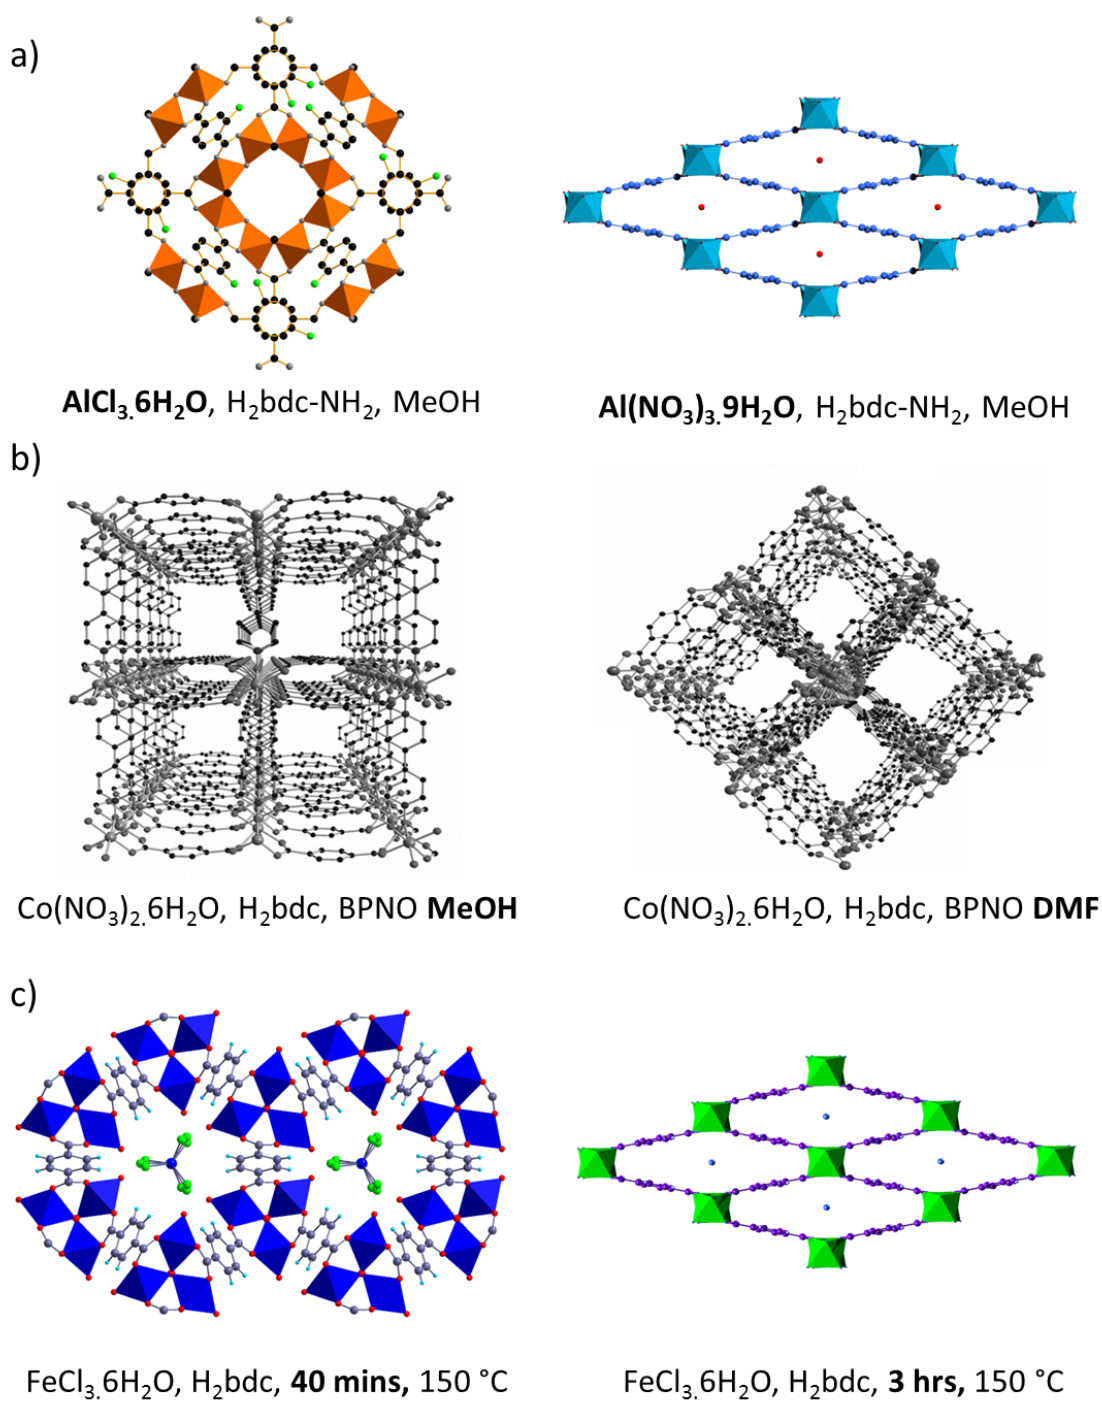 a)
AlCl₃.6H₂O, H₂bdc-NH₂, MeOH
Al(NO₃)₃.9H₂O, H₂bdc-NH₂, MeOH
b)
Co(NO₃)₂.6H₂O, H₂bdc, BPNO MeOH
Co(NO₃)₂.6H₂O, H₂bdc, BPNO DMF
c)
FeCl₃.6H₂O, H₂bdc, 40 mins, 150 °C
FeCl₃.6H₂O, H₂bdc, 3 hrs, 150 °C